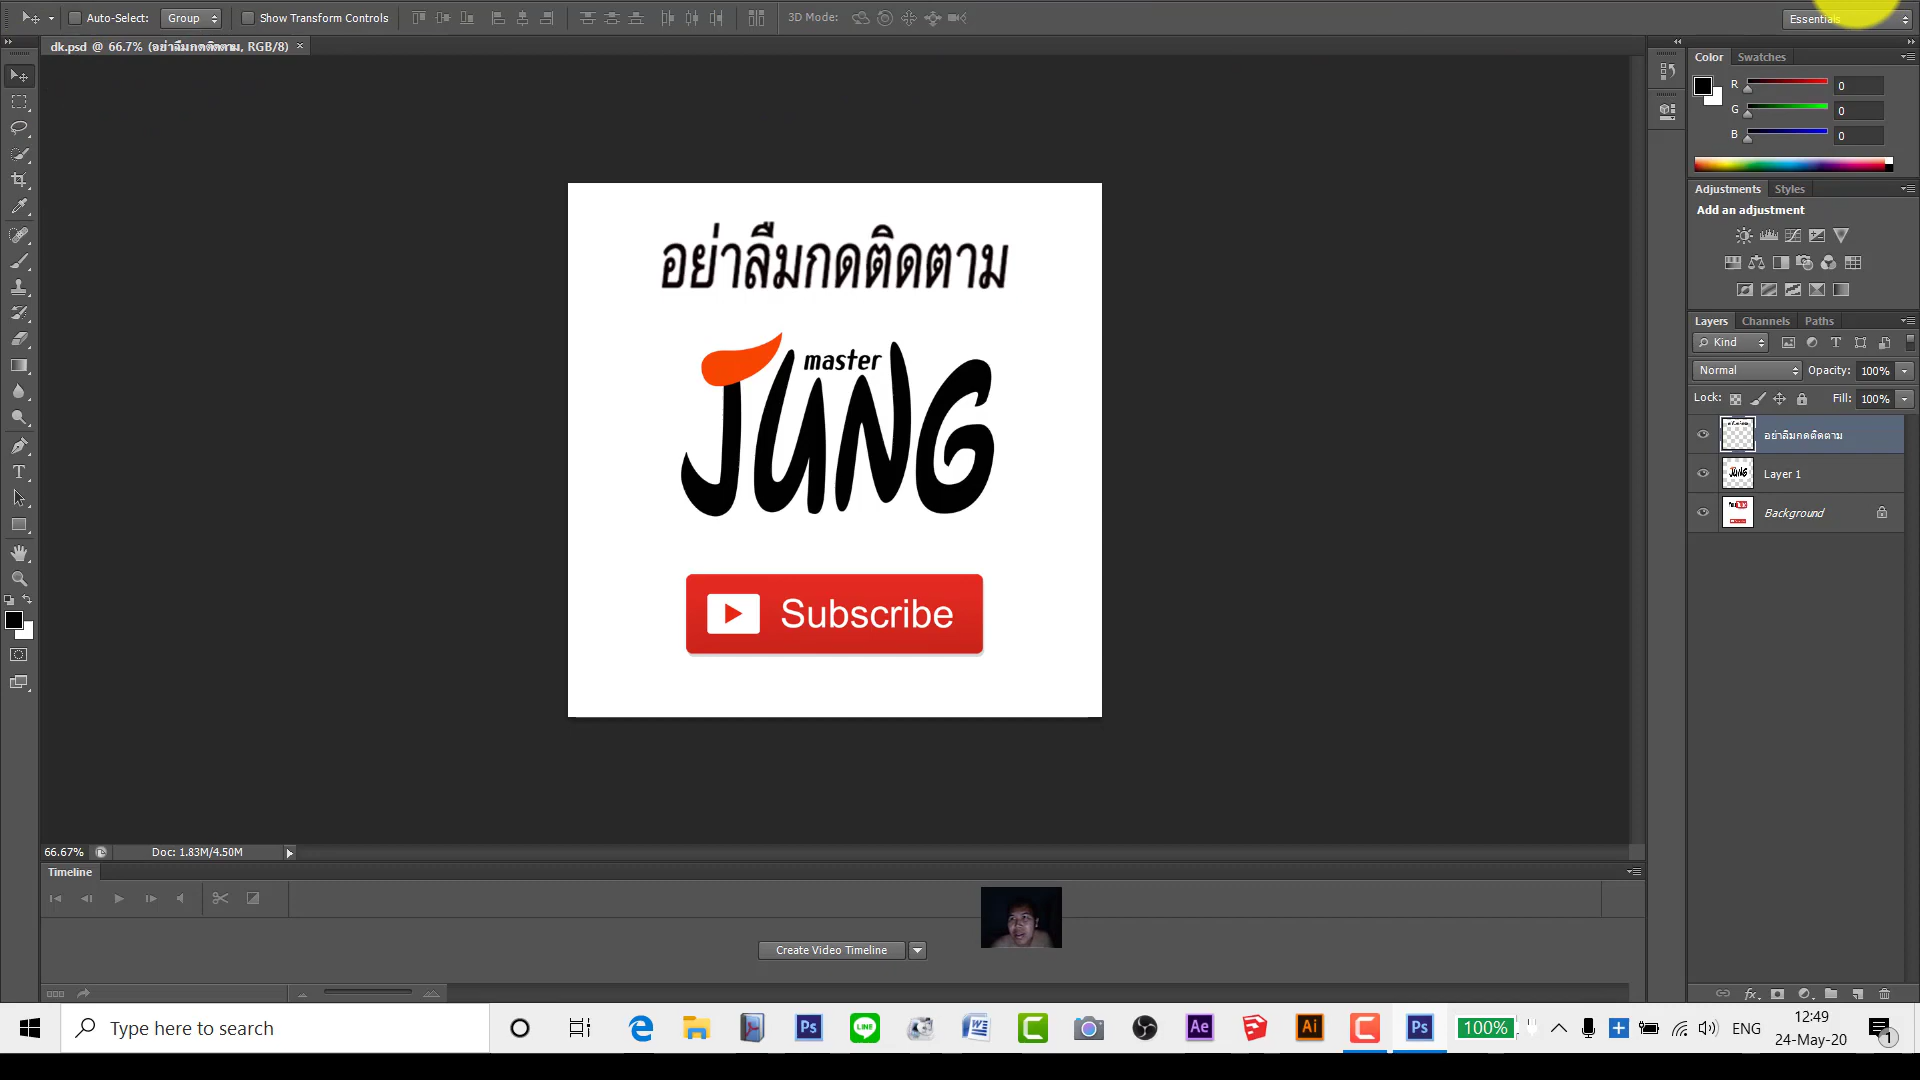 Auto-Select: Group Show Transform Controls 3D Mode: Essentials
dk.psd @ 66.7% (อย่าลืมกดติดตาม, RGB/8) ×
Color Swatches
R 0
G 0
B 0
Adjustments Styles
Add an adjustment
Layers Channels Paths
Kind
Normal Opacity: 100%
Lock: Fill: 100%
อย่าลืมกดติดตาม
Layer 1
Background
อย่าลืมกดติดตาม
master
JUNG
Subscribe
66.67% Doc: 1.83M/4.50M
Timeline
Create Video Timeline
Type here to search
100% ENG 12:49
24-May-20
1